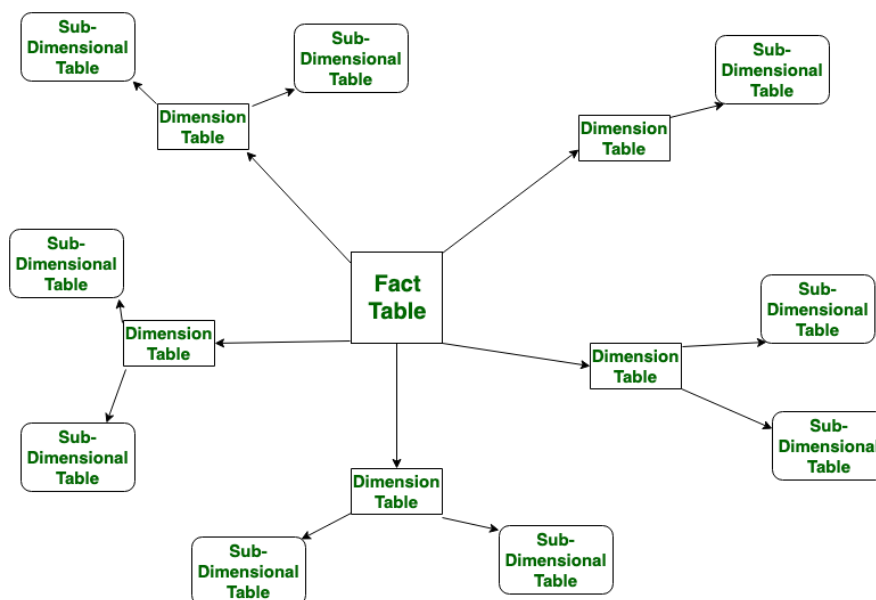 Sub-
Dimensional
Table
Sub-
Dimensional
Table
Sub-
Dimensional
Table
Dimension
Table
Dimension
Table
Sub-
Dimensional
Table
Fact
Table
Sub-
Dimensional
Table
Dimension
Table
Dimension
Table
Sub-
Dimensional
Table
Sub-
Dimensional
Table
Dimension
Table
Sub-
Dimensional
Table
Sub-
Dimensional
Table